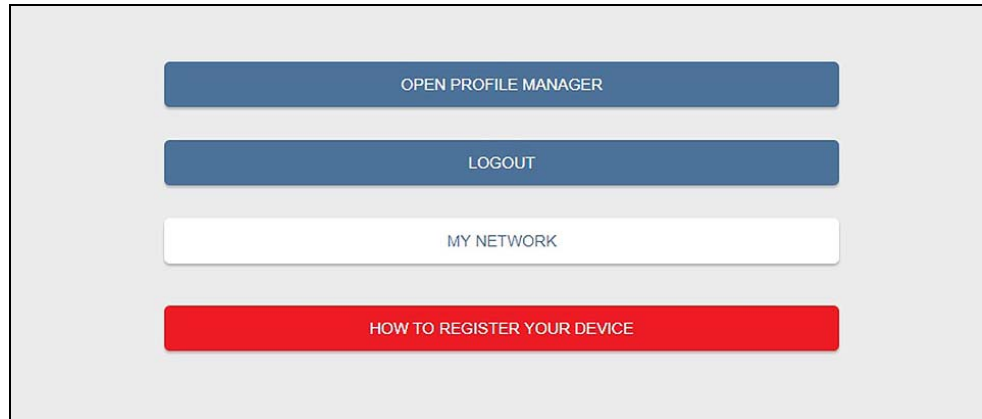 OPEN PROFILE MANAGER
LOGOUT
MY NETWORK
HOW TO REGISTER YOUR DEVICE